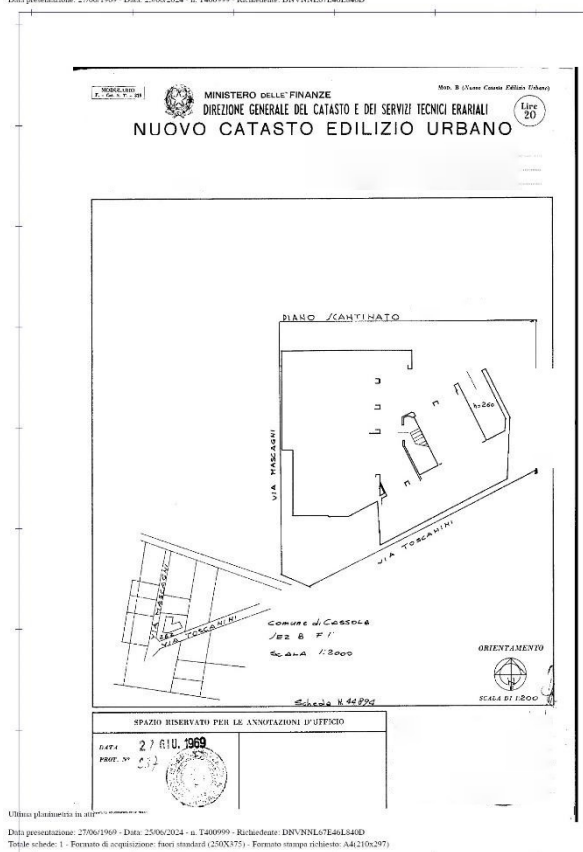 Data presentazione: 27/06/1969 - Data: 25/06/2024 - n. T400999 - Richiedente: DNVNNL67E46L840D
MODULARIO
F. - Cat. S. T. - 315
MINISTERO DELLE FINANZE
DIREZIONE GENERALE DEL CATASTO E DEI SERVIZI TECNICI ERARIALI
NUOVO CATASTO EDILIZIO URBANO
MOD. B (Nuovo Catasto Edilizio Urbano)
Lire
20
PIANO SCANTINATO
h=260
VIA MASCAGNI
VIA TOSCANINI
VIA MASCAGNI
VIA TOSCANINI
Comune di CASSOLA
SEZ B F 1°
SCALA 1:2000
ORIENTAMENTO
SCALA DI 1:200
Scheda N. 44894
SPAZIO RISERVATO PER LE ANNOTAZIONI D'UFFICIO
DATA 27 GIU. 1969
PROT. N°
Ultima planimetria in atti
Data presentazione: 27/06/1969 - Data: 25/06/2024 - n. T400999 - Richiedente: DNVNNL67E46L840D
Totale schede: 1 - Formato di acquisizione: fuori standard (250X375) - Formato stampa richiesto: A4(210x297)